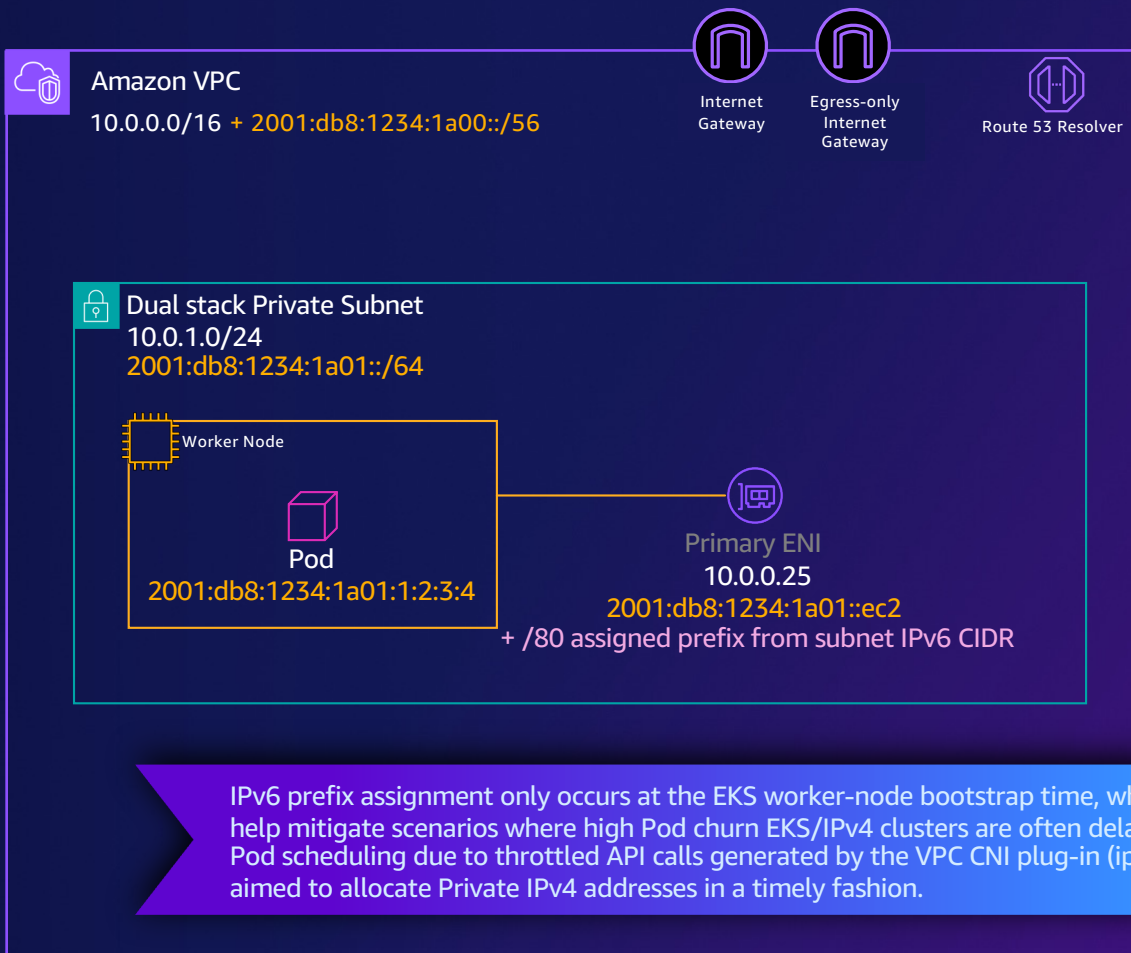 Amazon VPC
10.0.0.0/16 + 2001:db8:1234:1a00::/56
Internet
Gateway
Egress-only
Internet
Gateway
Route 53 Resolver
Dual stack Private Subnet
10.0.1.0/24
2001:db8:1234:1a01::/64
Worker Node
Pod
2001:db8:1234:1a01:1:2:3:4
Primary ENI
10.0.0.25
2001:db8:1234:1a01::ec2
+ /80 assigned prefix from subnet IPv6 CIDR
IPv6 prefix assignment only occurs at the EKS worker-node bootstrap time,
help mitigate scenarios where high Pod churn EKS/IPv4 clusters are often
Pod scheduling due to throttled API calls generated by the VPC CNI plug-in
aimed to allocate Private IPv4 addresses in a timely fashion.